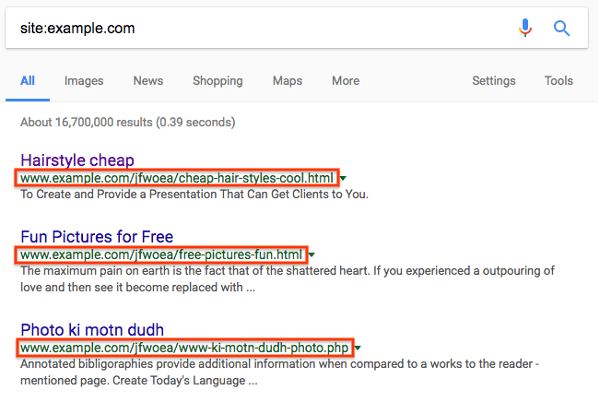 site:example.com
All Images News Shopping Maps More Settings Tools
About 16,700,000 results (0.39 seconds)
Hairstyle cheap
www.example.com/jfwoea/cheap-hair-styles-cool.html
To Create and Provide a Presentation That Can Get Clients to You.
Fun Pictures for Free
www.example.com/jfwoea/free-pictures-fun.html
The maximum pain on earth is the fact that of the shattered heart. If you experienced a outpouring of
love and then see it become replaced with ...
Photo ki motn dudh
www.example.com/jfwoea/www-ki-motn-dudh-photo.php
Annotated bibligoraphies provide additional information when compared to a works to the reader -
mentioned page. Create Today's Language ...